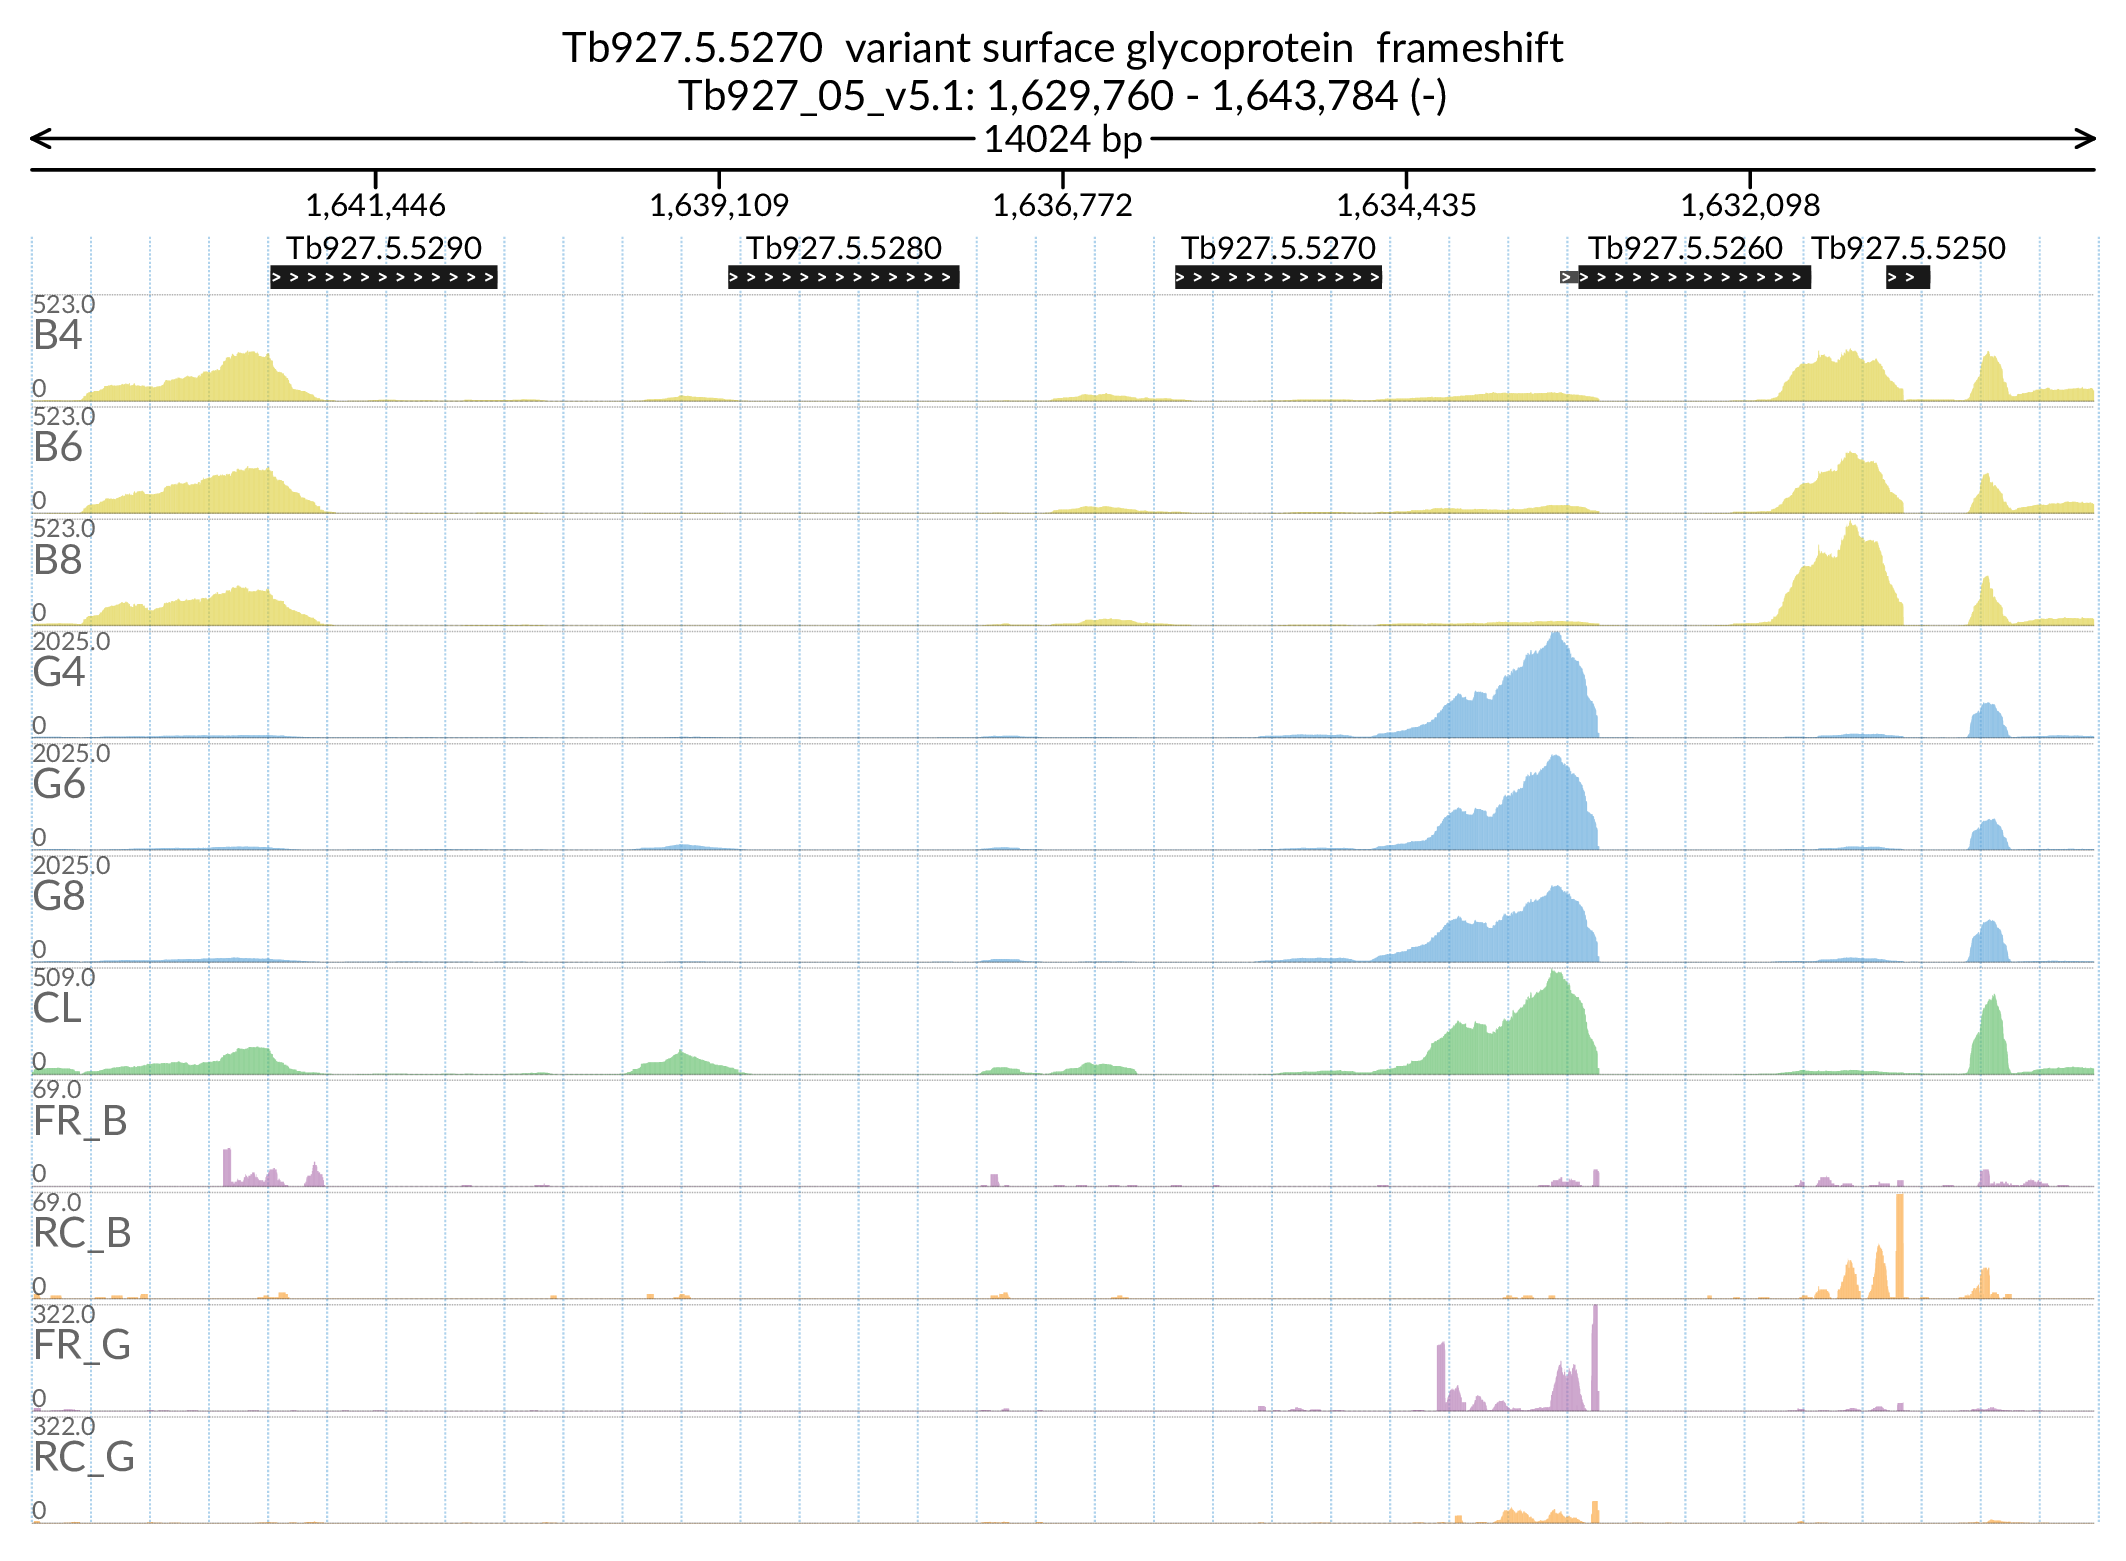 Tb927.5.5270 variant surface glycoprotein frameshift
Tb927_05_v5.1: 1,629,760 - 1,643,784 (-)
14024 bp
1,641,446 1,639,109 1,636,772 1,634,435 1,632,098
Tb927.5.5290 Tb927.5.5280 Tb927.5.5270 Tb927.5.5260 Tb927.5.5250
523.0
B4
0
523.0
B6
0
523.0
B8
0
2025.0
G4
0
2025.0
G6
0
2025.0
G8
0
509.0
CL
0
69.0
FR_B
0
69.0
RC_B
0
322.0
FR_G
0
322.0
RC_G
0